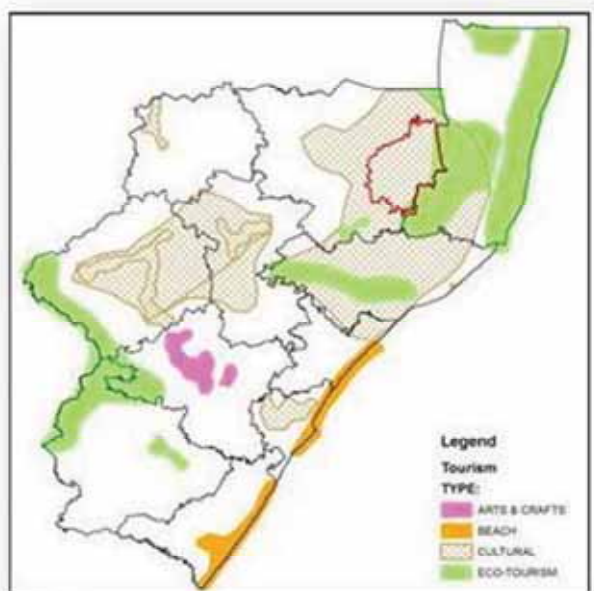 Legend
Tourism
TYPE:
ARTS & CRAFTS
BEACH
CULTURAL
ECO-TOURISM